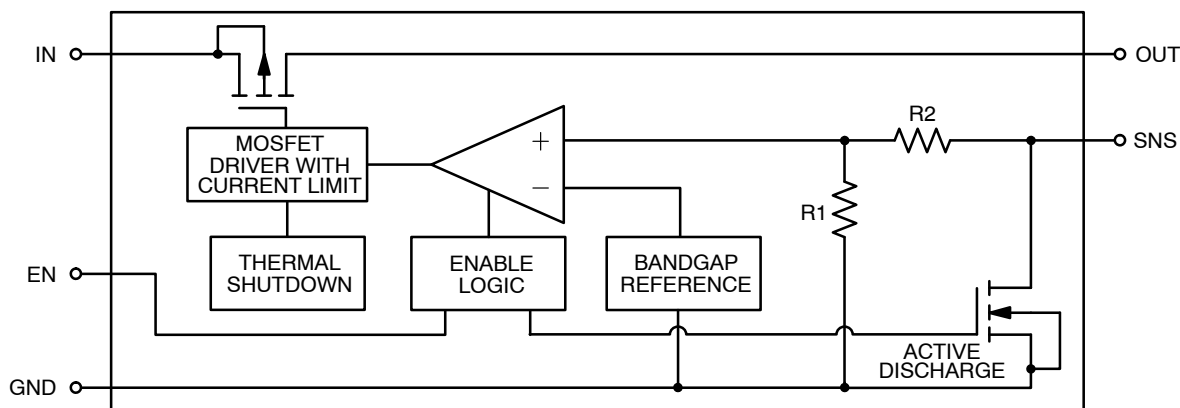 IN
OUT
R2
SNS
MOSFET
DRIVER WITH
CURRENT LIMIT
+
−
R1
THERMAL
SHUTDOWN
ENABLE
LOGIC
BANDGAP
REFERENCE
EN
ACTIVE
DISCHARGE
GND